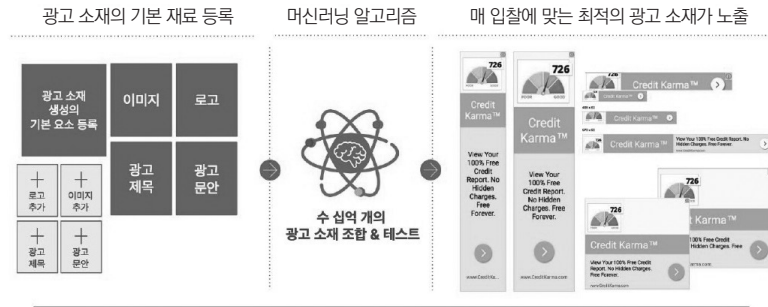 광고 소재의 기본 재료 등록
머신러닝 알고리즘
매 입찰에 맞는 최적의 광고 소재가 노출
광고 소재
생성의
기본 요소 등록
이미지
로고
광고
제목
광고
문안
+
로고
추가
+
이미지
추가
+
광고
제목
+
광고
문안
수 십억 개의
광고 소재 조합 & 테스트
726
Credit
Karma™
View Your
100% Free
Credit
Report. No
Hidden
Charges.
Free
Forever.
www.CreditKa...
726
Credit
Karma™
View Your
100% Free
Credit Report.
No Hidden
Charges. Free
Forever.
www.CreditKarma.com
726
Credit Karma™
Credit Karma™
Credit Karma™
Credit Karma™
View Your 100% Free Credit Report. No
Hidden Charges. Free Forever.
726
t Karma™
100% Free Credit
Hidden Charges. Free
726
Credit Karma™
View Your 100% Free Credit
Report. No Hidden Charges.
Free Forever.
www.CreditKarma.com